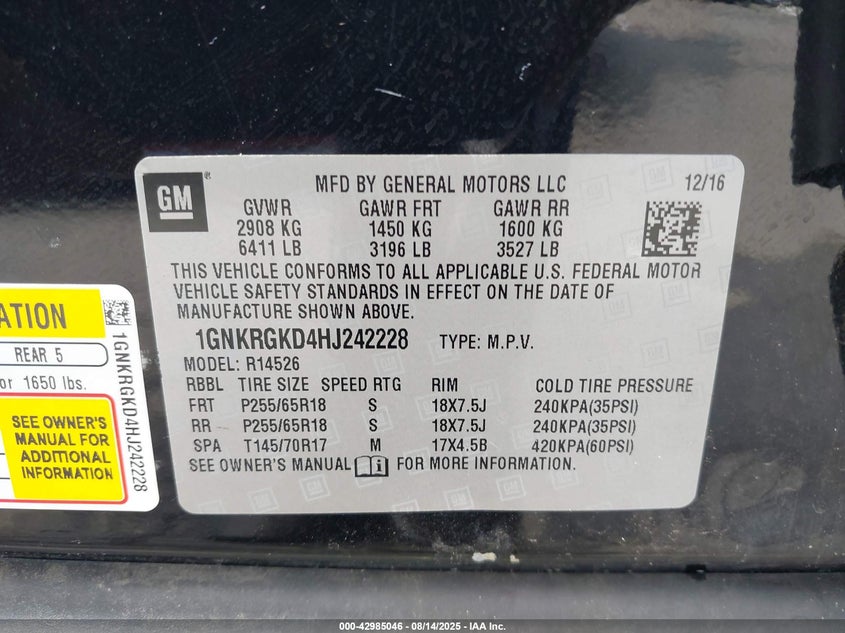 GM
®
MFD BY GENERAL MOTORS LLC
12/16
GVWR GAWR FRT GAWR RR
2908 KG 1450 KG 1600 KG
6411 LB 3196 LB 3527 LB
THIS VEHICLE CONFORMS TO ALL APPLICABLE U.S. FEDERAL MOTOR
VEHICLE SAFETY STANDARDS IN EFFECT ON THE DATE OF
MANUFACTURE SHOWN ABOVE.
1GNKRGKD4HJ242228 TYPE: M.P.V.
MODEL: R14526
RBBL TIRE SIZE SPEED RTG RIM COLD TIRE PRESSURE
FRT P255/65R18 S 18X7.5J 240KPA(35PSI)
RR P255/65R18 S 18X7.5J 240KPA(35PSI)
SPA T145/70R17 M 17X4.5B 420KPA(60PSI)
SEE OWNER'S MANUAL FOR MORE INFORMATION.
ATION
REAR 5
or 1650 lbs.
SEE OWNER'S
MANUAL FOR
ADDITIONAL
INFORMATION
1GNKRGKD4HJ242228
000-42985046 - 08/14/2025 - IAA Inc.